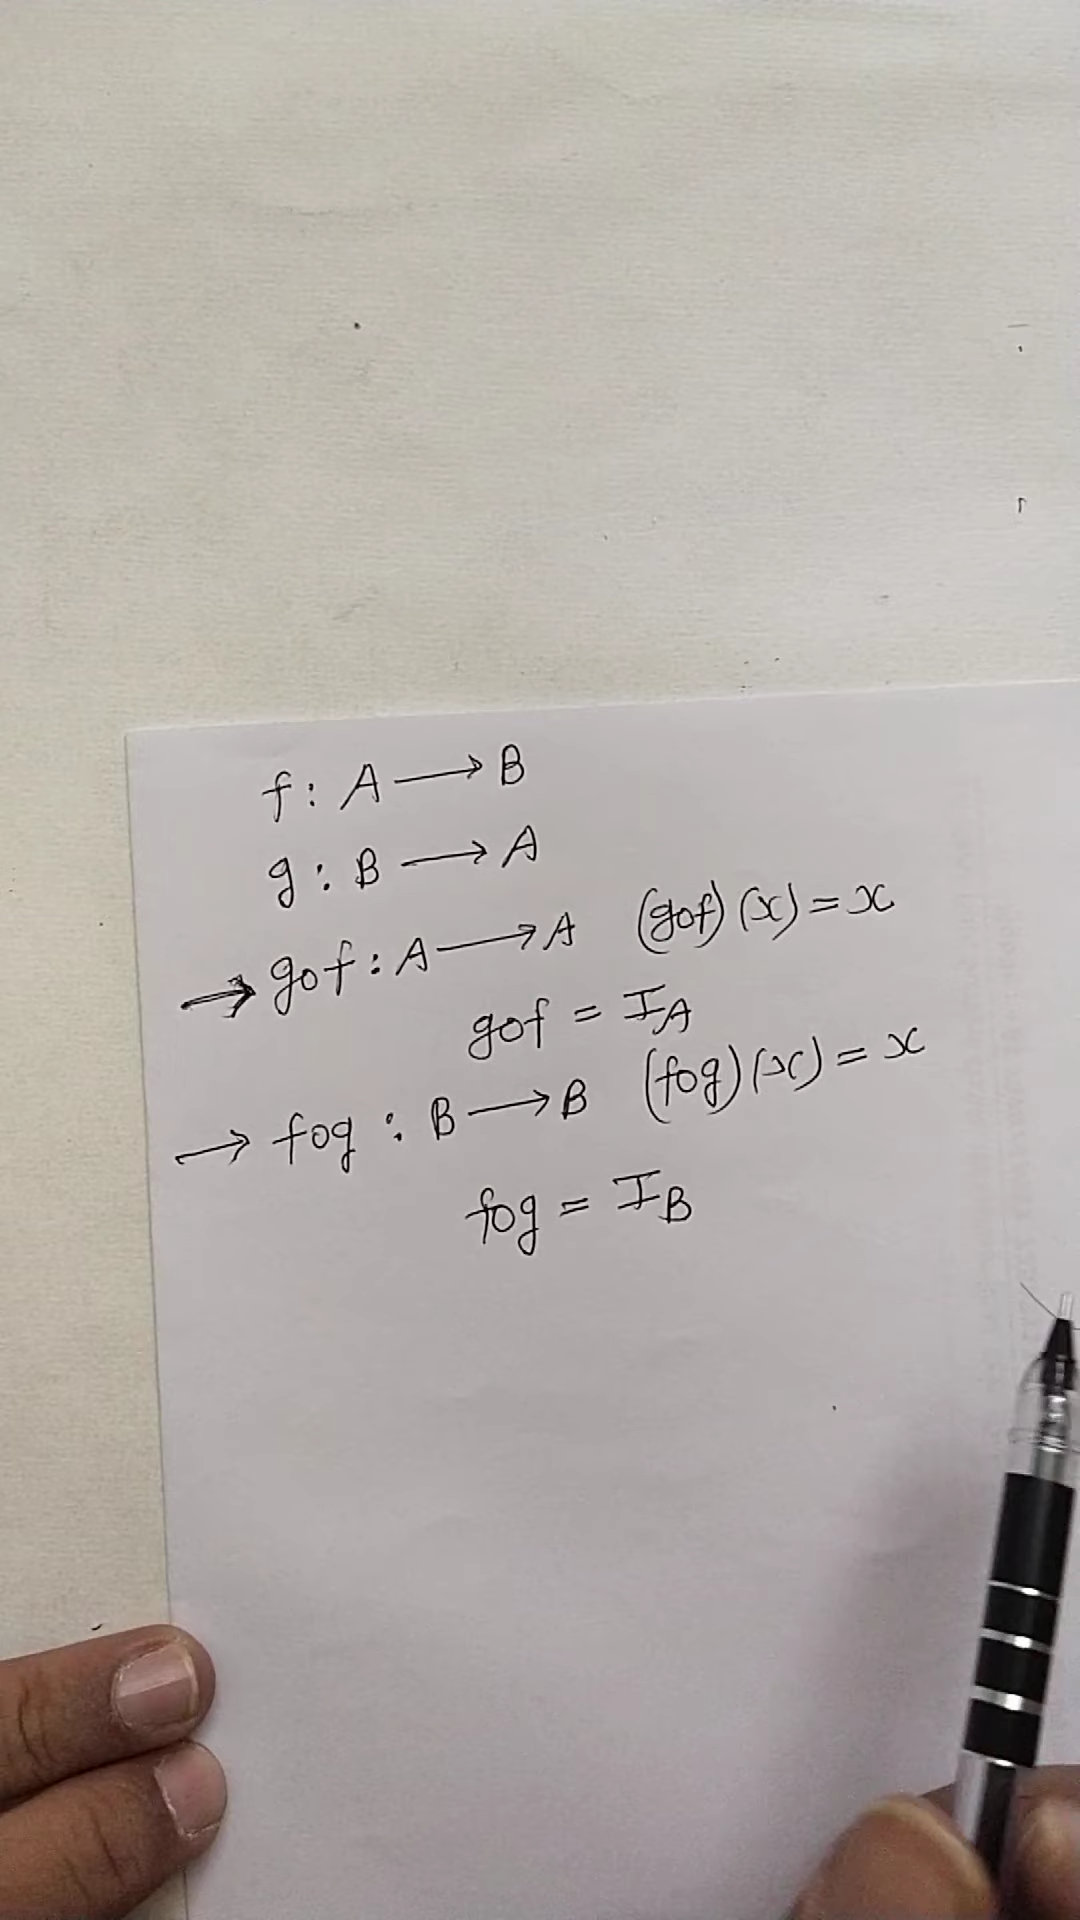 f : A ⟶ B
g : B ⟶ A
→ gof : A ⟶ A (gof)(x) = x
gof = I_A
→ fog : B ⟶ B (fog)(x) = x
fog = I_B